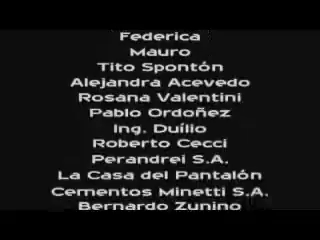 Federica
Mauro
Tito Spontón
Alejandra Acevedo
Rosana Valentini
Pablo Ordoñez
Ing. Duílio
Roberto Cecci
Perandrei S.A.
La Casa del Pantalón
Cementos Minetti S.A.
Bernardo Zunino